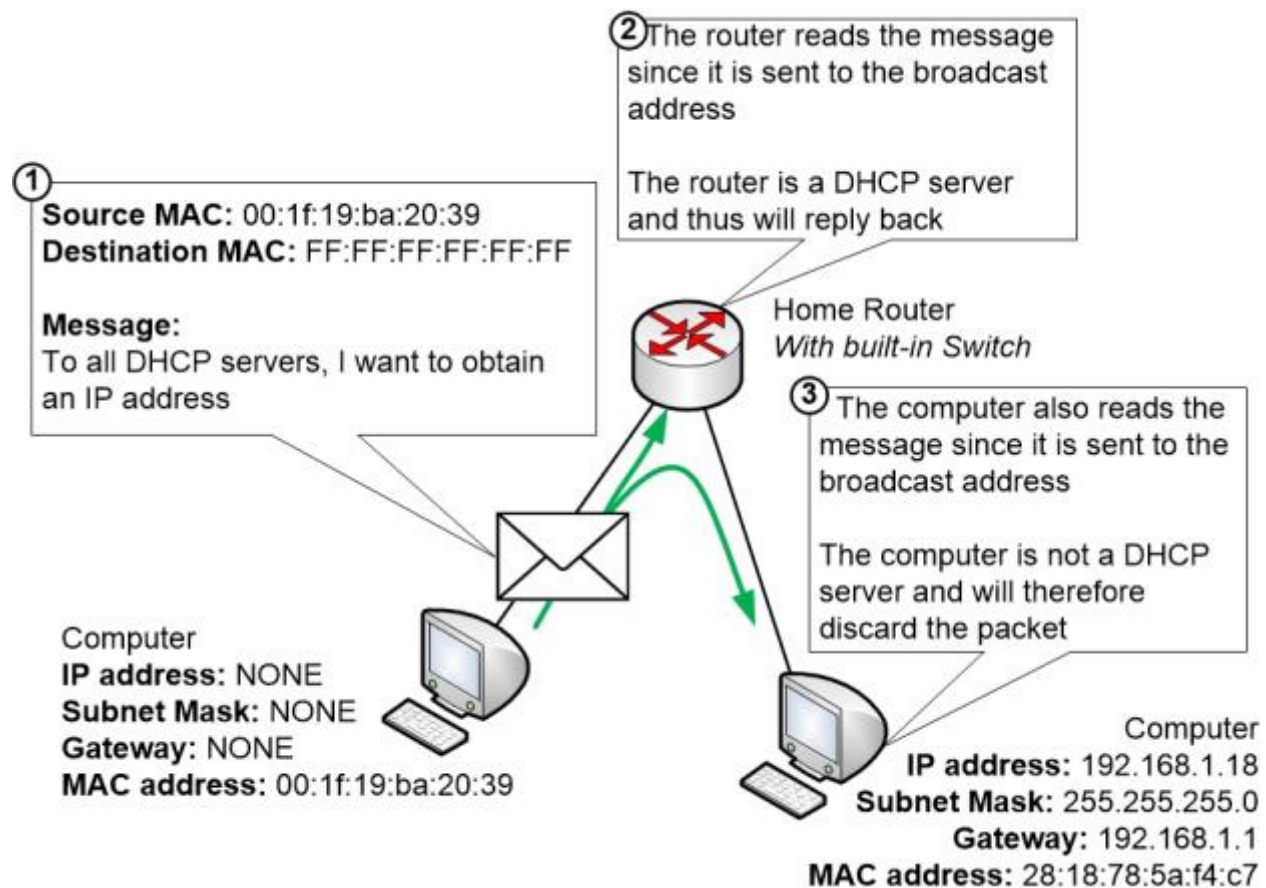 1
Source MAC: 00:1f:19:ba:20:39
Destination MAC: FF:FF:FF:FF:FF:FF
Message:
To all DHCP servers, I want to obtain
an IP address
2
The router reads the message
since it is sent to the broadcast
address
The router is a DHCP server
and thus will reply back
Home Router
With built-in Switch
3
The computer also reads the
message since it is sent to the
broadcast address
The computer is not a DHCP
server and will therefore
discard the packet
Computer
IP address: NONE
Subnet Mask: NONE
Gateway: NONE
MAC address: 00:1f:19:ba:20:39
Computer
IP address: 192.168.1.18
Subnet Mask: 255.255.255.0
Gateway: 192.168.1.1
MAC address: 28:18:78:5a:f4:c7